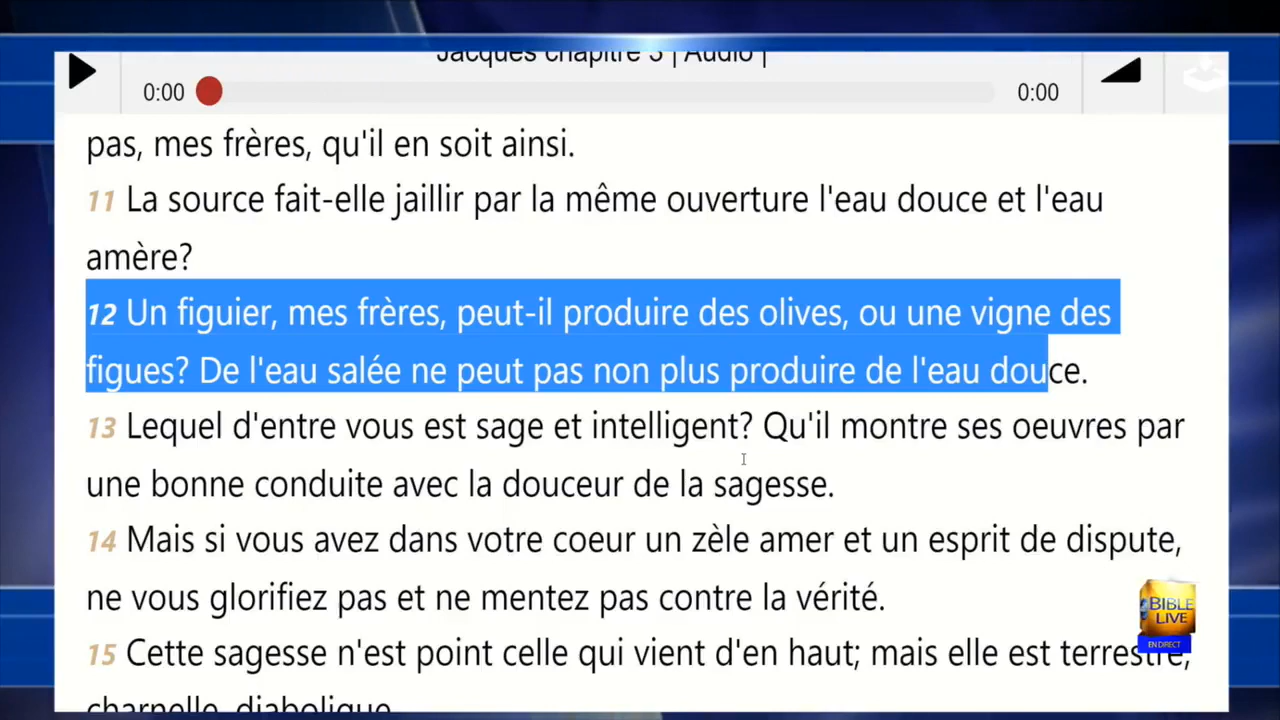 Jacques chapitre 3 | Audio |
0:00
0:00
pas, mes frères, qu'il en soit ainsi.
11 La source fait-elle jaillir par la même ouverture l'eau douce et l'eau
amère?
12 Un figuier, mes frères, peut-il produire des olives, ou une vigne des
figues? De l'eau salée ne peut pas non plus produire de l'eau douce.
13 Lequel d'entre vous est sage et intelligent? Qu'il montre ses oeuvres par
une bonne conduite avec la douceur de la sagesse.
14 Mais si vous avez dans votre coeur un zèle amer et un esprit de dispute,
ne vous glorifiez pas et ne mentez pas contre la vérité.
15 Cette sagesse n'est point celle qui vient d'en haut; mais elle est terrestre,
charnelle, diabolique.
BIBLE
LIVE
EN DIRECT